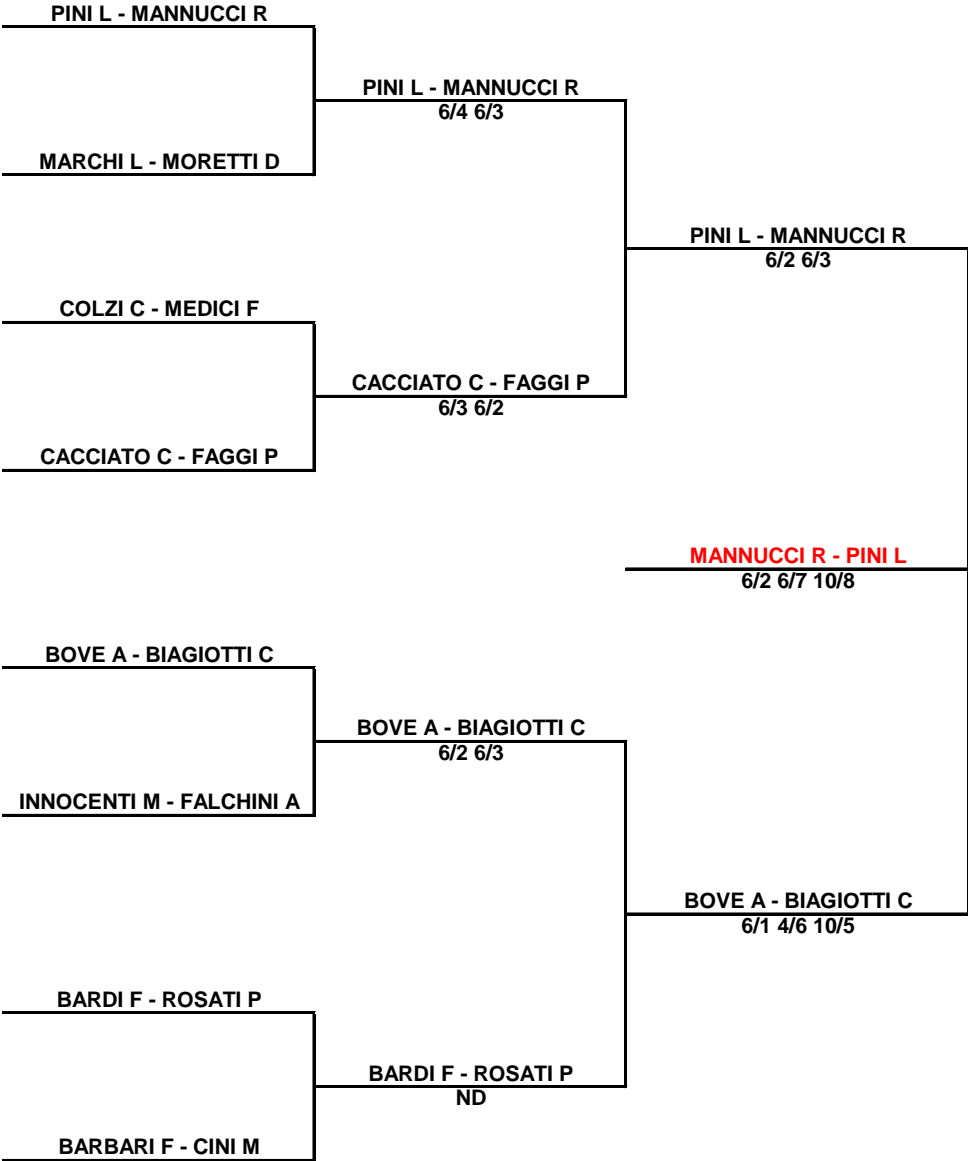 PINI L - MANNUCCI R
PINI L - MANNUCCI R
6/4 6/3
MARCHI L - MORETTI D
PINI L - MANNUCCI R
6/2 6/3
COLZI C - MEDICI F
CACCIATO C - FAGGI P
6/3 6/2
CACCIATO C - FAGGI P
MANNUCCI R - PINI L
6/2 6/7 10/8
BOVE A - BIAGIOTTI C
BOVE A - BIAGIOTTI C
6/2 6/3
INNOCENTI M - FALCHINI A
BOVE A - BIAGIOTTI C
6/1 4/6 10/5
BARDI F - ROSATI P
BARDI F - ROSATI P
ND
BARBARI F - CINI M